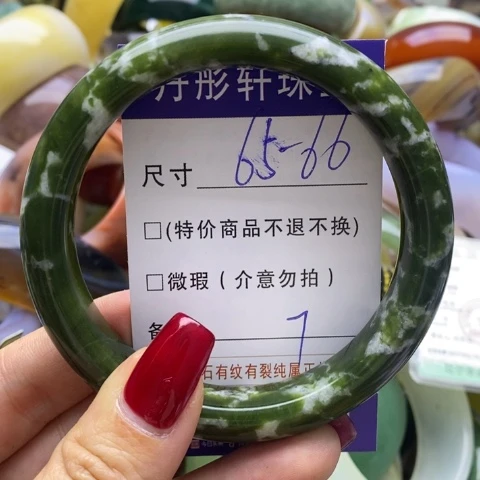 丹彤轩珠
尺寸 65-66
□(特价商品不退不换)
□微瑕(介意勿拍)
备 7
石有纹有裂纯属正